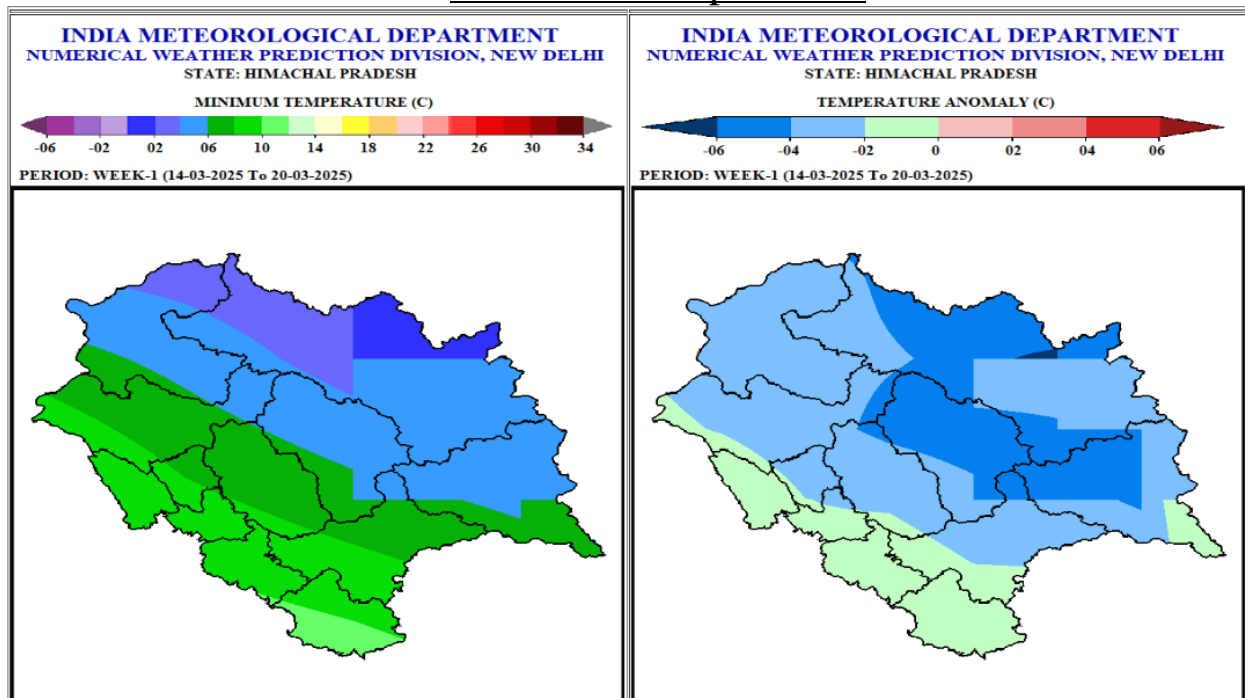 INDIA METEOROLOGICAL DEPARTMENT
NUMERICAL WEATHER PREDICTION DIVISION, NEW DELHI
STATE: HIMACHAL PRADESH
MINIMUM TEMPERATURE (C)
-06 -02 02 06 10 14 18 22 26 30 34
PERIOD: WEEK-1 (14-03-2025 To 20-03-2025)
INDIA METEOROLOGICAL DEPARTMENT
NUMERICAL WEATHER PREDICTION DIVISION, NEW DELHI
STATE: HIMACHAL PRADESH
TEMPERATURE ANOMALY (C)
-06 -04 -02 0 02 04 06
PERIOD: WEEK-1 (14-03-2025 To 20-03-2025)